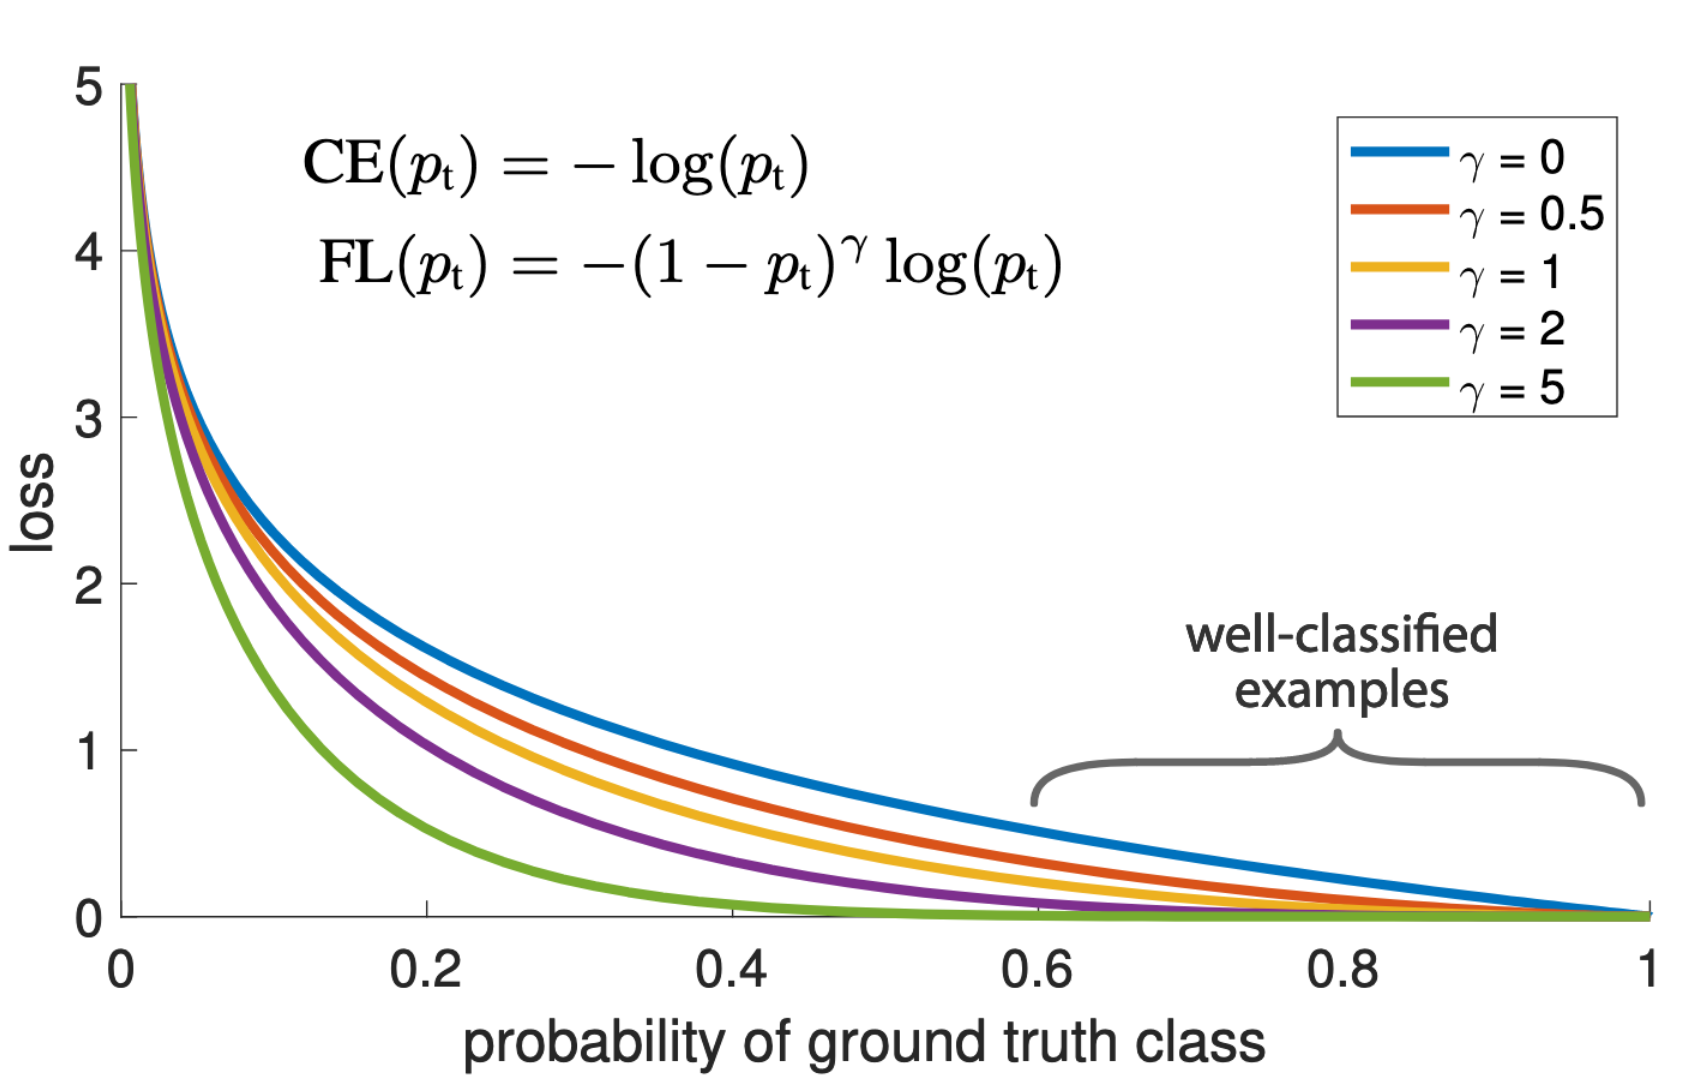 5
CE(pt) = − log(pt)
FL(pt) = −(1 − pt)γ log(pt)
γ = 0
γ = 0.5
γ = 1
γ = 2
γ = 5
4
3
2
1
0
loss
well-classified
examples
0 0.2 0.4 0.6 0.8 1
probability of ground truth class